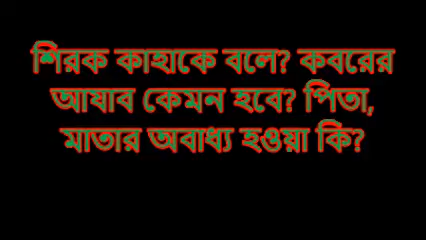 শিরক কাহাকে বলে? কবরের
আযাব কেমন হবে? পিতা,
মাতার অবাধ্য হওয়া কি?